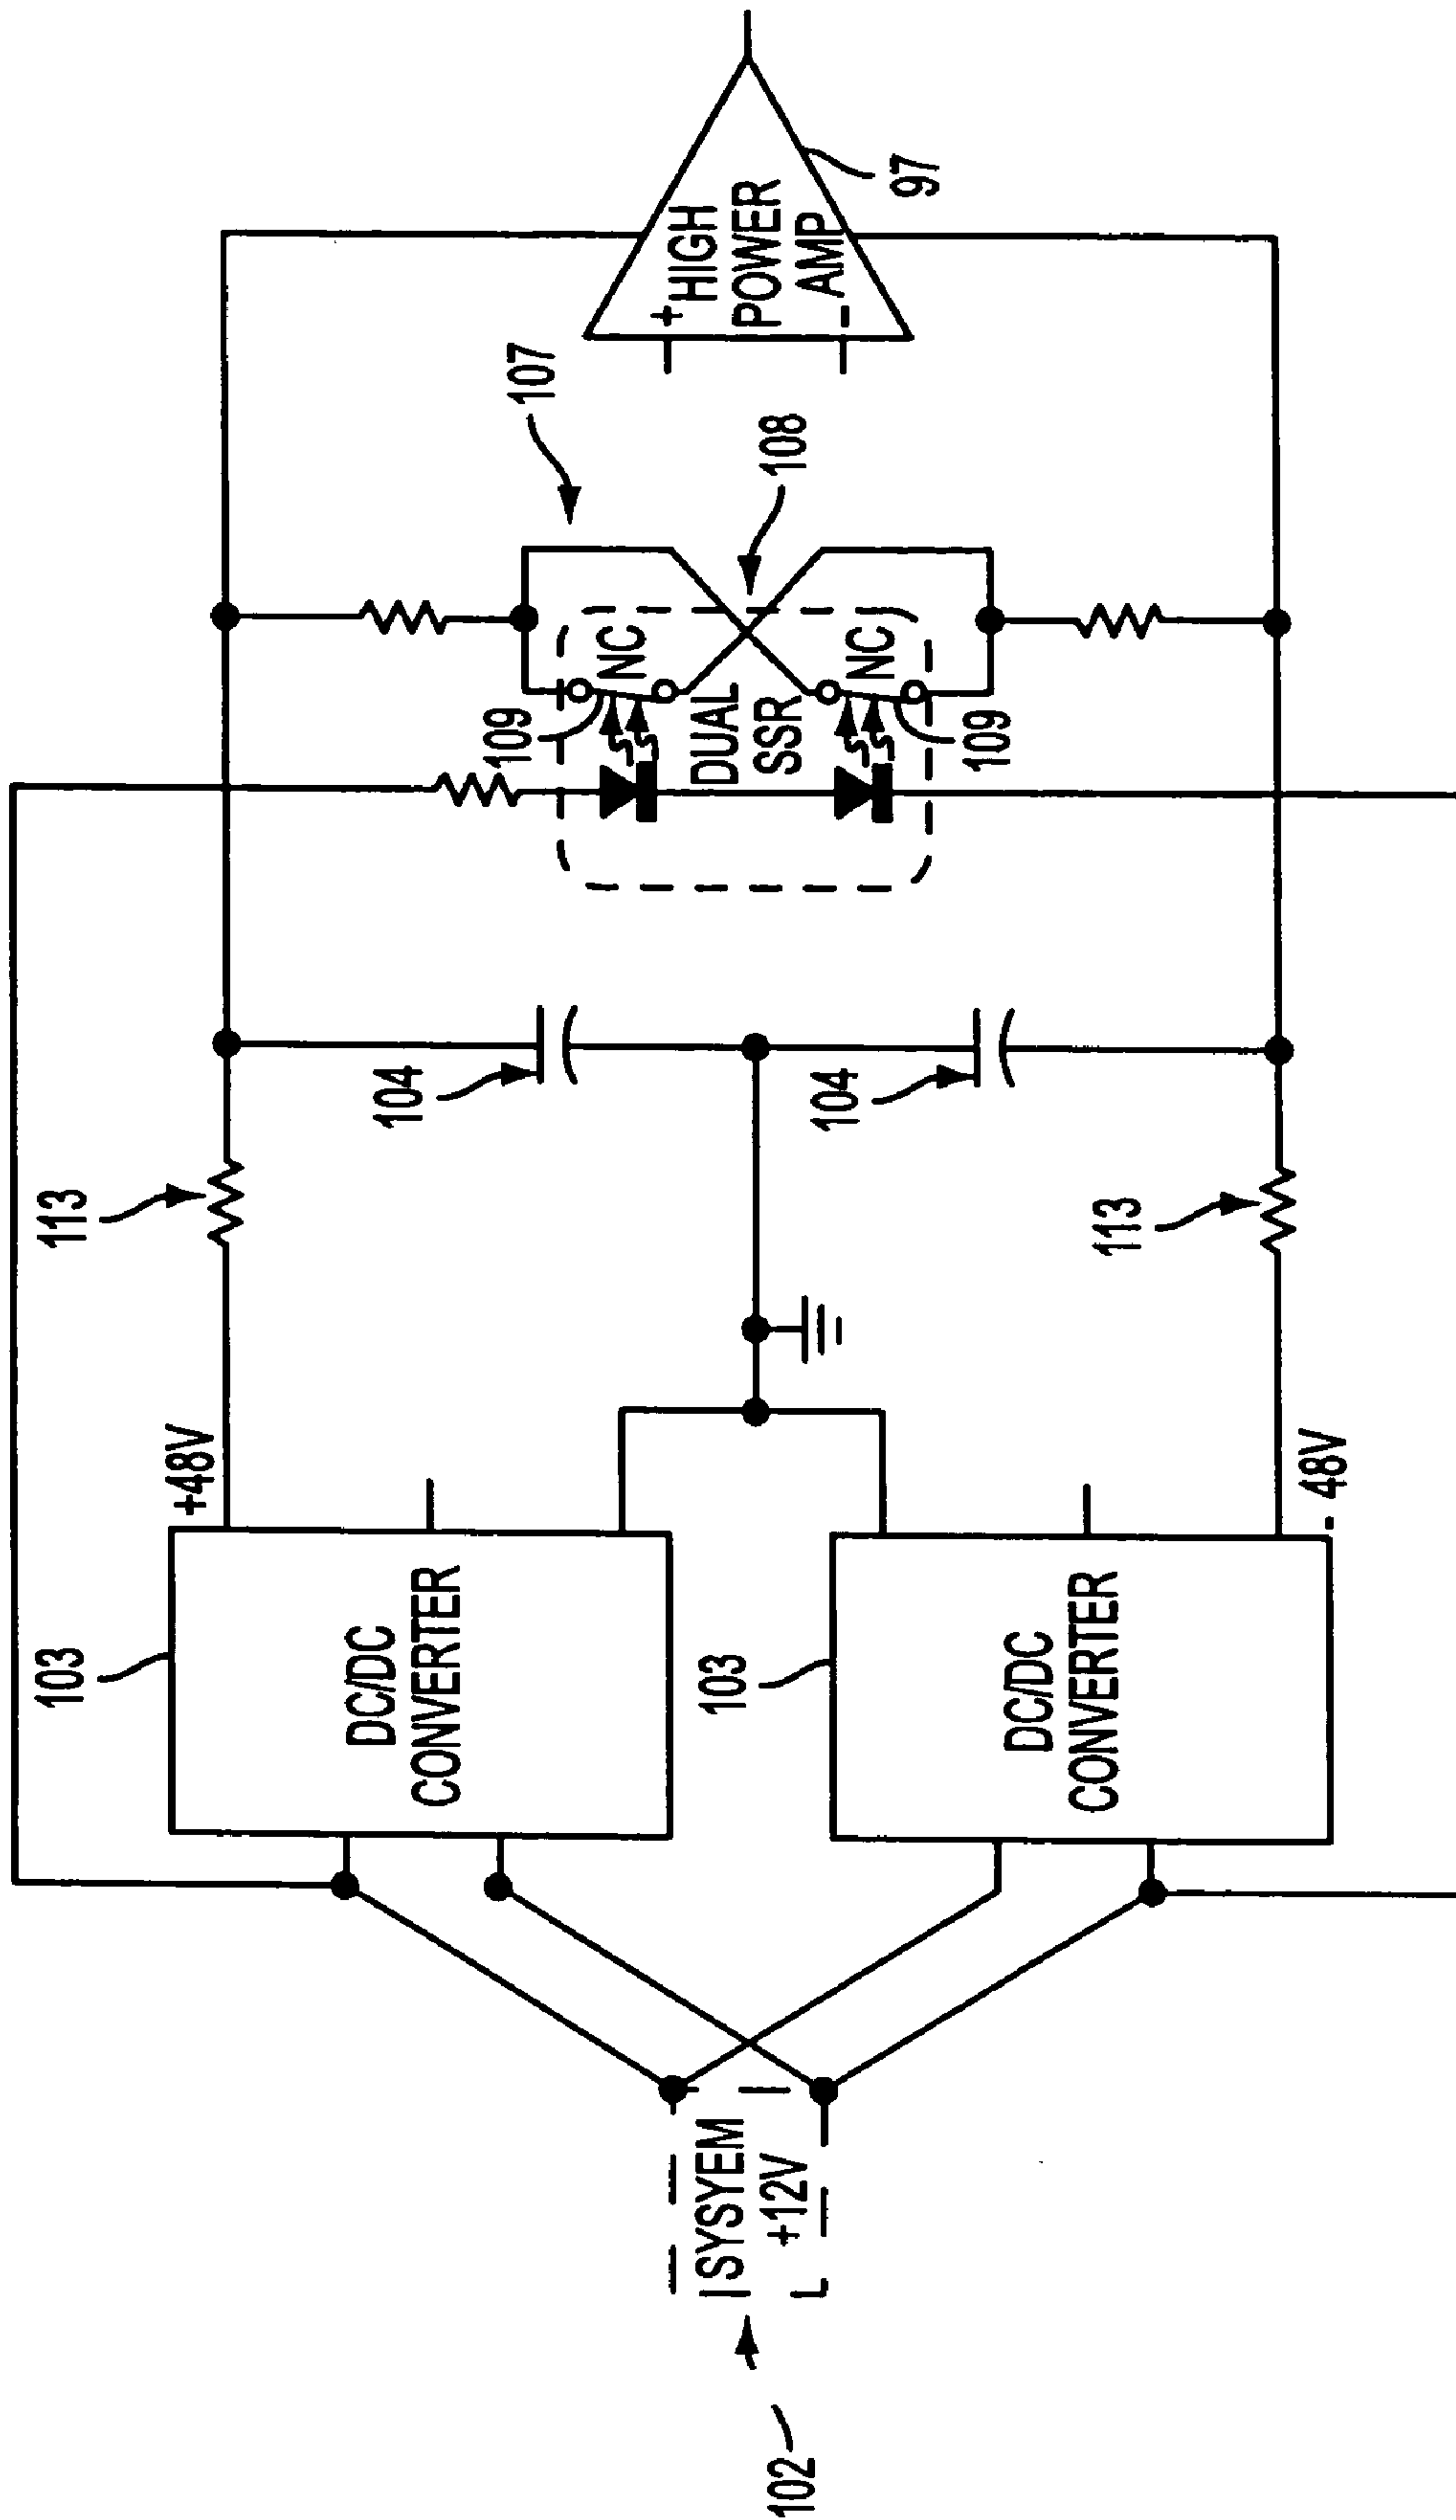 102
SYSYEM
+12V
103
DC/DC
CONVERTER
+48V
103
DC/DC
CONVERTER
- 48V
113
113
104
104
109
NC
DUAL
SSR
NC
109
107
108
+
HIGH
POWER
AMP
-
97